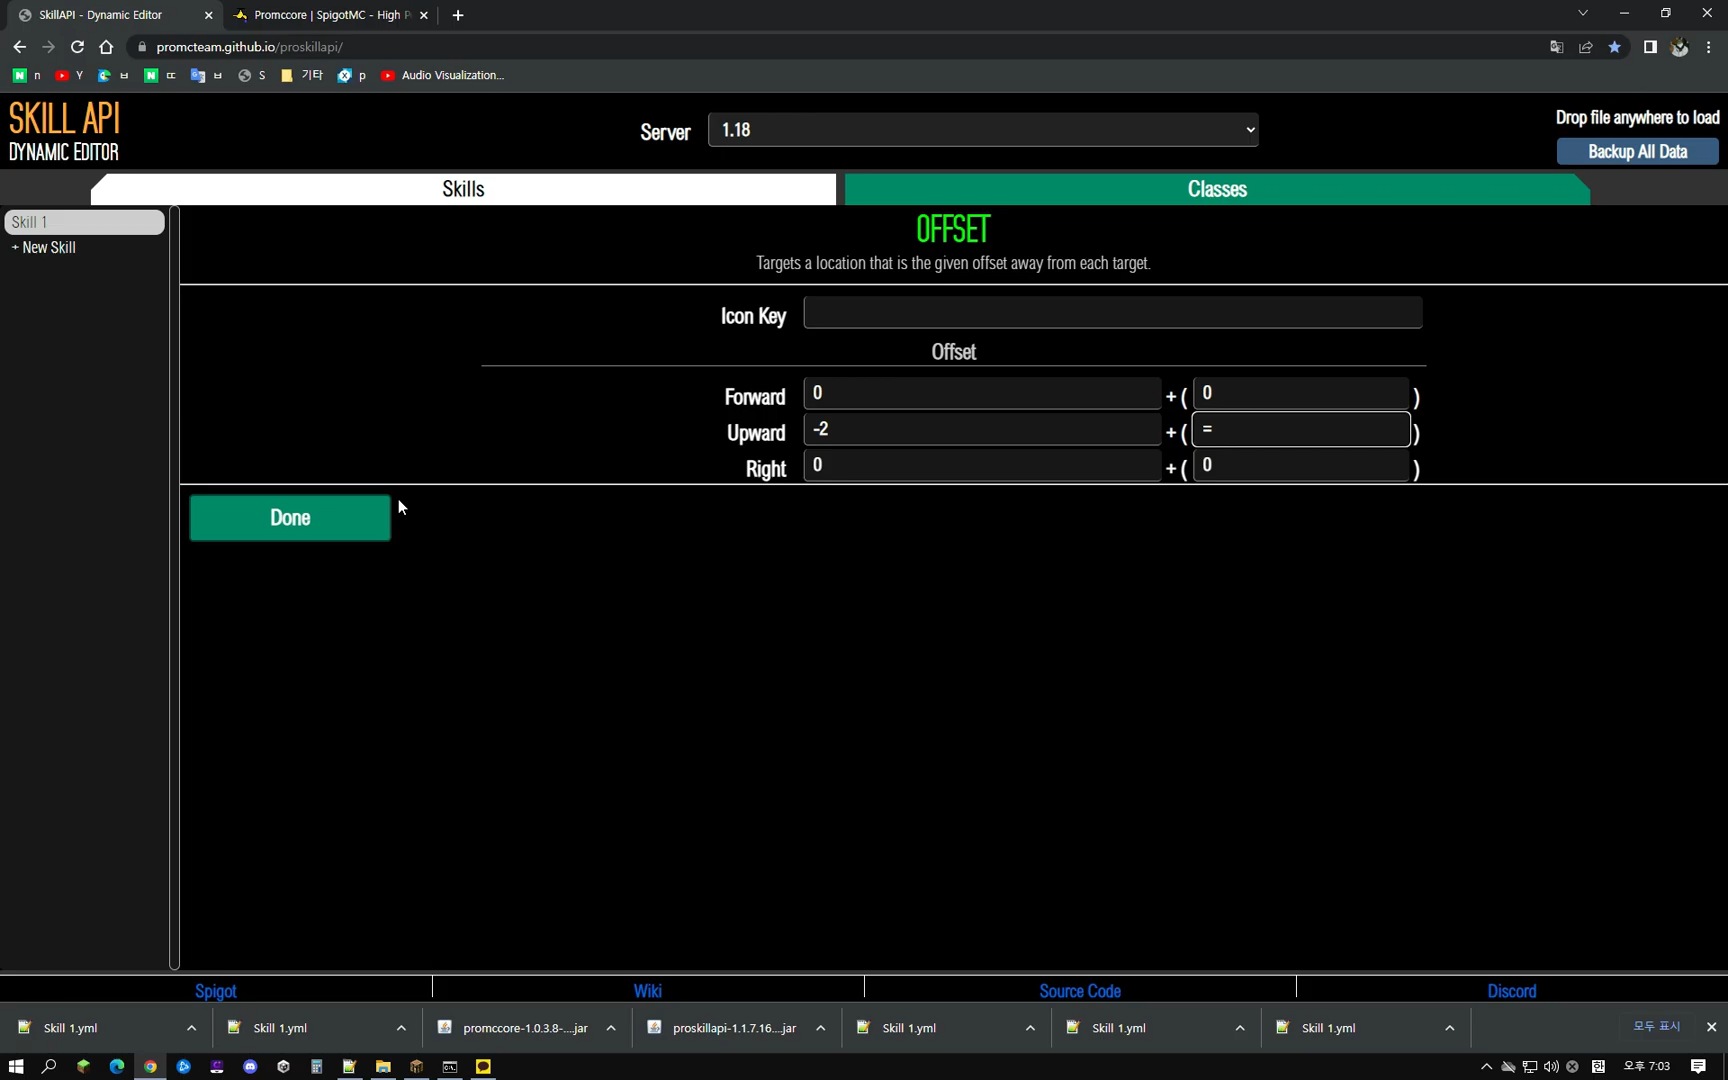 SkillAPI - Dynamic Editor
Promccore | SpigotMC - High P
promcteam.github.io/proskillapi/
n
Y
ㅂ
ㄸ
ㅂ
S
기타
p
Audio Visualization...
SKILL API
DYNAMIC EDITOR
Server
1.18
Drop file anywhere to load
Backup All Data
Skills
Classes
Skill 1
+ New Skill
OFFSET
Targets a location that is the given offset away from each target.
Icon Key
Offset
Forward 0 + ( 0 )
Upward -2 + ( = )
Right 0 + ( 0 )
Done
Spigot
Wiki
Source Code
Discord
Skill 1.yml
Skill 1.yml
promccore-1.0.3.8-....jar
proskillapi-1.1.7.16....jar
Skill 1.yml
Skill 1.yml
Skill 1.yml
모두 표시
한
오후 7:03